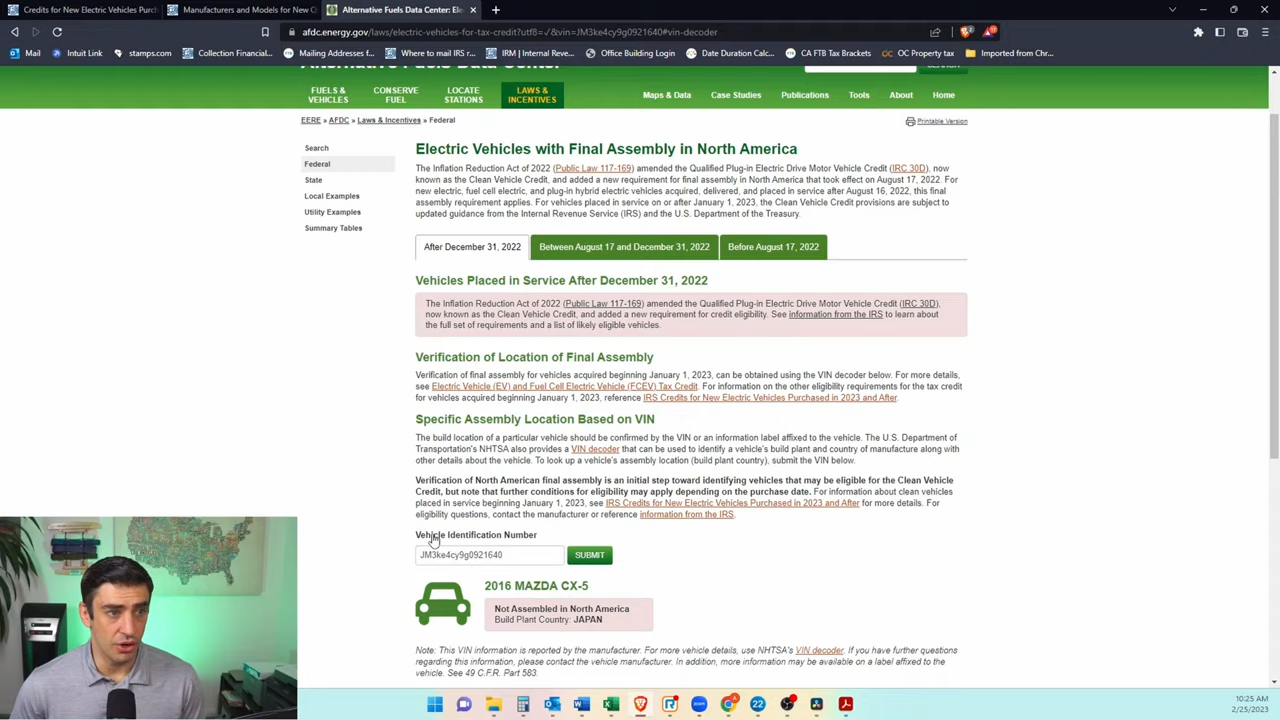 Credits for New Electric Vehicles Purch
Manufacturers and Models for New C
Alternative Fuels Data Center: Ele
afdc.energy.gov/laws/electric-vehicles-for-tax-credit?utf8=√&vin=JM3ke4cy9g0921640#vin-decoder
Mail
Intuit Link
stamps.com
Collection Financial...
Mailing Addresses f...
Where to mail IRS r...
IRM | Internal Reve...
Office Building Look...
Date Duration Calc...
CA FTB Tax Brackets
OC Property tax
Imported from Chr...
Alternative Fuels Data Center
SEARCH
FUELS & VEHICLES
CONSERVE FUEL
LOCATE STATIONS
LAWS & INCENTIVES
Maps & Data
Case Studies
Publications
Tools
About
Home
EERE » AFDC » Laws & Incentives » Federal
Printable Version
Search
Federal
State
Local Examples
Utility Examples
Summary Tables
Electric Vehicles with Final Assembly in North America
The Inflation Reduction Act of 2022 (Public Law 117-169) amended the Qualified Plug-in Electric Drive Motor Vehicle Credit (IRC 30D), now
known as the Clean Vehicle Credit, and added a new requirement for final assembly in North America that took effect on August 17, 2022. For
new electric, fuel cell electric, and plug-in hybrid electric vehicles acquired, delivered, and placed in service after August 16, 2022, this final
assembly requirement applies. For vehicles placed in service on or after January 1, 2023, the Clean Vehicle Credit provisions are subject to
updated guidance from the Internal Revenue Service (IRS) and the U.S. Department of the Treasury.
After December 31, 2022
Between August 17 and December 31, 2022
Before August 17, 2022
Vehicles Placed in Service After December 31, 2022
The Inflation Reduction Act of 2022 (Public Law 117-169) amended the Qualified Plug-in Electric Drive Motor Vehicle Credit (IRC 30D),
now known as the Clean Vehicle Credit, and added a new requirement for credit eligibility. See information from the IRS to learn about
the full set of requirements and a list of likely eligible vehicles.
Verification of Location of Final Assembly
Verification of final assembly for vehicles acquired beginning January 1, 2023, can be obtained using the VIN decoder below. For more details,
see Electric Vehicle (EV) and Fuel Cell Electric Vehicle (FCEV) Tax Credit. For information on the other eligibility requirements for the tax credit
for vehicles acquired beginning January 1, 2023, reference IRS Credits for New Electric Vehicles Purchased in 2023 and After.
Specific Assembly Location Based on VIN
The build location of a particular vehicle should be confirmed by the VIN or an information label affixed to the vehicle. The U.S. Department of
Transportation's NHTSA also provides a VIN decoder that can be used to identify a vehicle's build plant and country of manufacture along with
other details about the vehicle. To look up a vehicle's assembly location (build plant country), submit the VIN below.
Verification of North American final assembly is an initial step toward identifying vehicles that may be eligible for the Clean Vehicle
Credit, but note that further conditions for eligibility may apply depending on the purchase date. For information about clean vehicles
placed in service beginning January 1, 2023, see IRS Credits for New Electric Vehicles Purchased in 2023 and After for more details. For
eligibility questions, contact the manufacturer or reference information from the IRS.
Vehicle Identification Number
JM3ke4cy9g0921640
SUBMIT
2016 MAZDA CX-5
Not Assembled in North America
Build Plant Country: JAPAN
Note: This VIN information is reported by the manufacturer. For more vehicle details, use NHTSA's VIN decoder. If you have further questions
regarding this information, please contact the vehicle manufacturer. In addition, more information may be available on a label affixed to the
vehicle. See 49 C.F.R. Part 583.
22
10:25 AM
2/25/2023